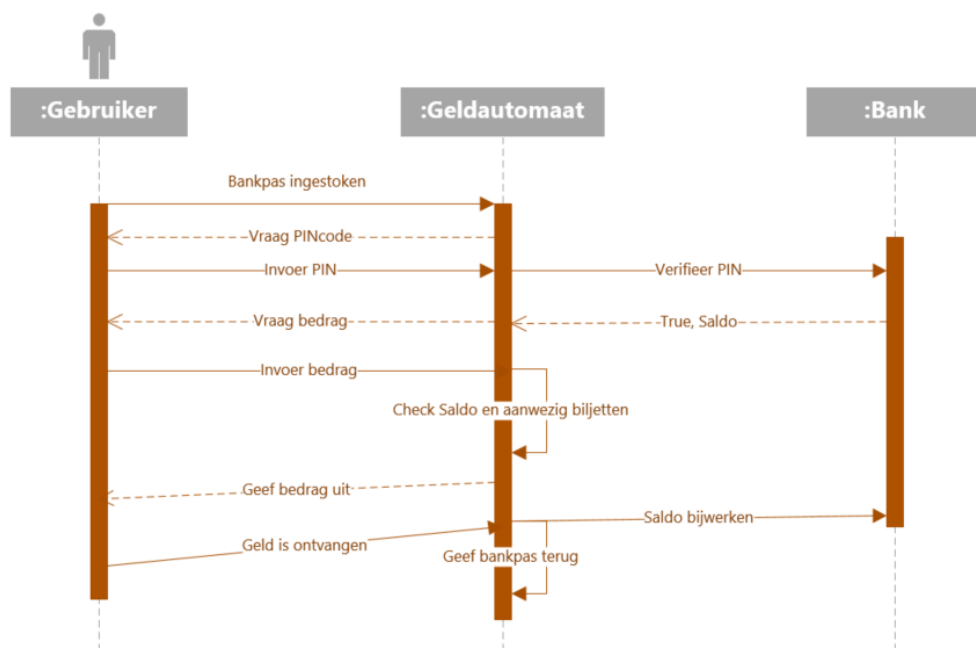 :Gebruiker
:Geldautomaat
:Bank
Bankpas ingestoken
Vraag PINcode
Invoer PIN
Verifieer PIN
Vraag bedrag
True, Saldo
Invoer bedrag
Check Saldo en aanwezig biljetten
Geef bedrag uit
Saldo bijwerken
Geld is ontvangen
Geef bankpas terug